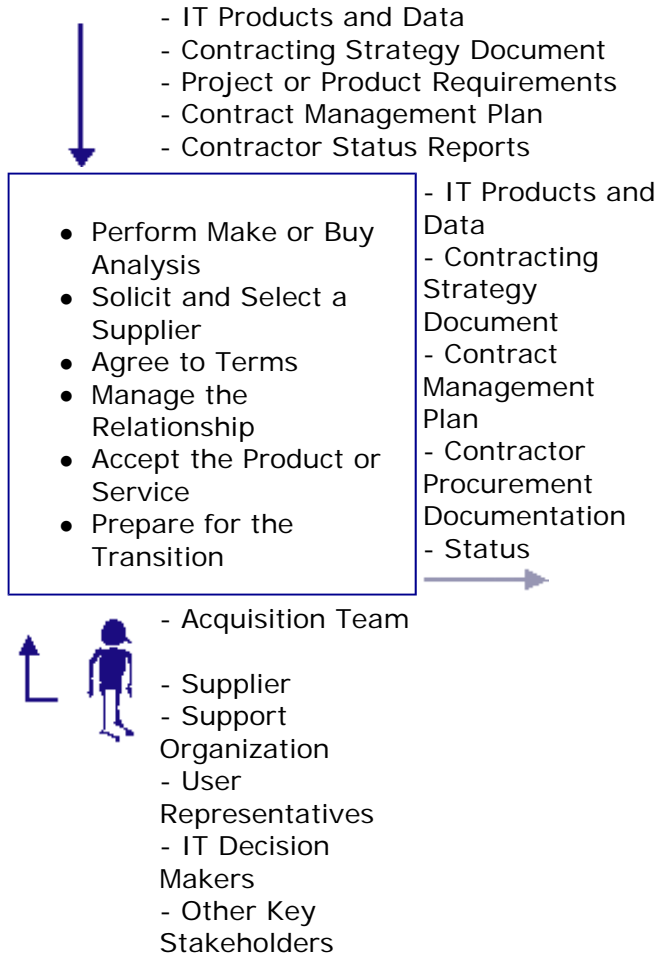 - IT Products and Data
- Contracting Strategy Document
- Project or Product Requirements
- Contract Management Plan
- Contractor Status Reports
● Perform Make or Buy
Analysis
● Solicit and Select a
Supplier
● Agree to Terms
● Manage the
Relationship
● Accept the Product or
Service
● Prepare for the
Transition
- IT Products and
Data
- Contracting
Strategy
Document
- Contract
Management
Plan
- Contractor
Procurement
Documentation
- Status
- Acquisition Team
- Supplier
- Support
Organization
- User
Representatives
- IT Decision
Makers
- Other Key
Stakeholders